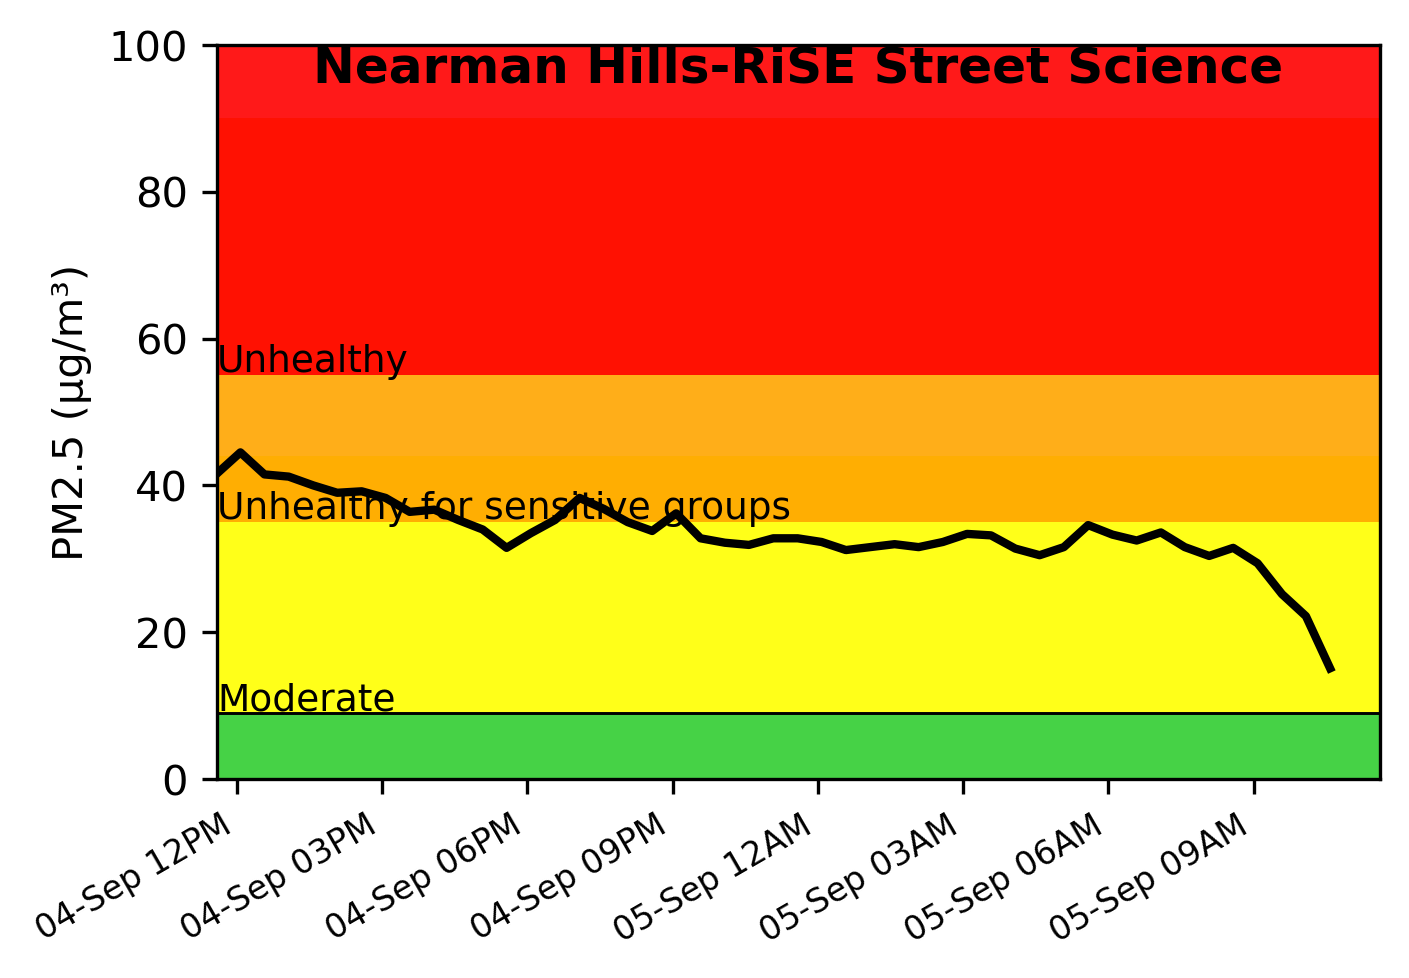 Nearman Hills-RiSE Street Science
100
80
60
40
20
0
PM2.5 (µg/m³)
Unhealthy
Unhealthy for sensitive groups
Moderate
04-Sep 12PM
04-Sep 03PM
04-Sep 06PM
04-Sep 09PM
05-Sep 12AM
05-Sep 03AM
05-Sep 06AM
05-Sep 09AM